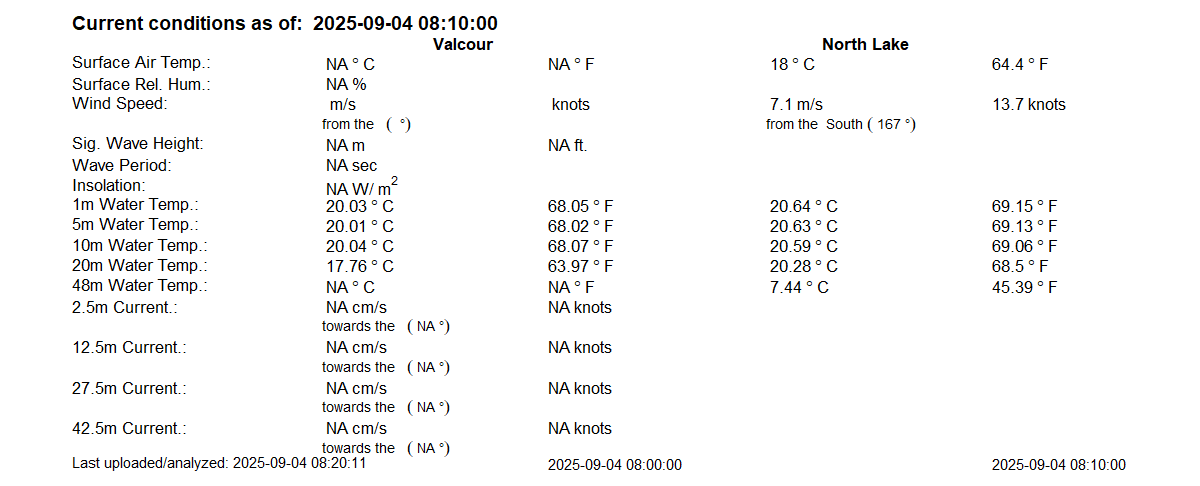 Current conditions as of: 2025-09-04 08:10:00
Valcour North Lake
Surface Air Temp.: NA ° C NA ° F 18 ° C 64.4 ° F
Surface Rel. Hum.: NA %
Wind Speed: m/s knots 7.1 m/s 13.7 knots
from the ( °) from the South ( 167 °)
Sig. Wave Height: NA m NA ft.
Wave Period: NA sec
Insolation: NA W/ m2
1m Water Temp.: 20.03 ° C 68.05 ° F 20.64 ° C 69.15 ° F
5m Water Temp.: 20.01 ° C 68.02 ° F 20.63 ° C 69.13 ° F
10m Water Temp.: 20.04 ° C 68.07 ° F 20.59 ° C 69.06 ° F
20m Water Temp.: 17.76 ° C 63.97 ° F 20.28 ° C 68.5 ° F
48m Water Temp.: NA ° C NA ° F 7.44 ° C 45.39 ° F
2.5m Current.: NA cm/s NA knots
towards the ( NA °)
12.5m Current.: NA cm/s NA knots
towards the ( NA °)
27.5m Current.: NA cm/s NA knots
towards the ( NA °)
42.5m Current.: NA cm/s NA knots
towards the ( NA °)
Last uploaded/analyzed: 2025-09-04 08:20:11 2025-09-04 08:00:00 2025-09-04 08:10:00